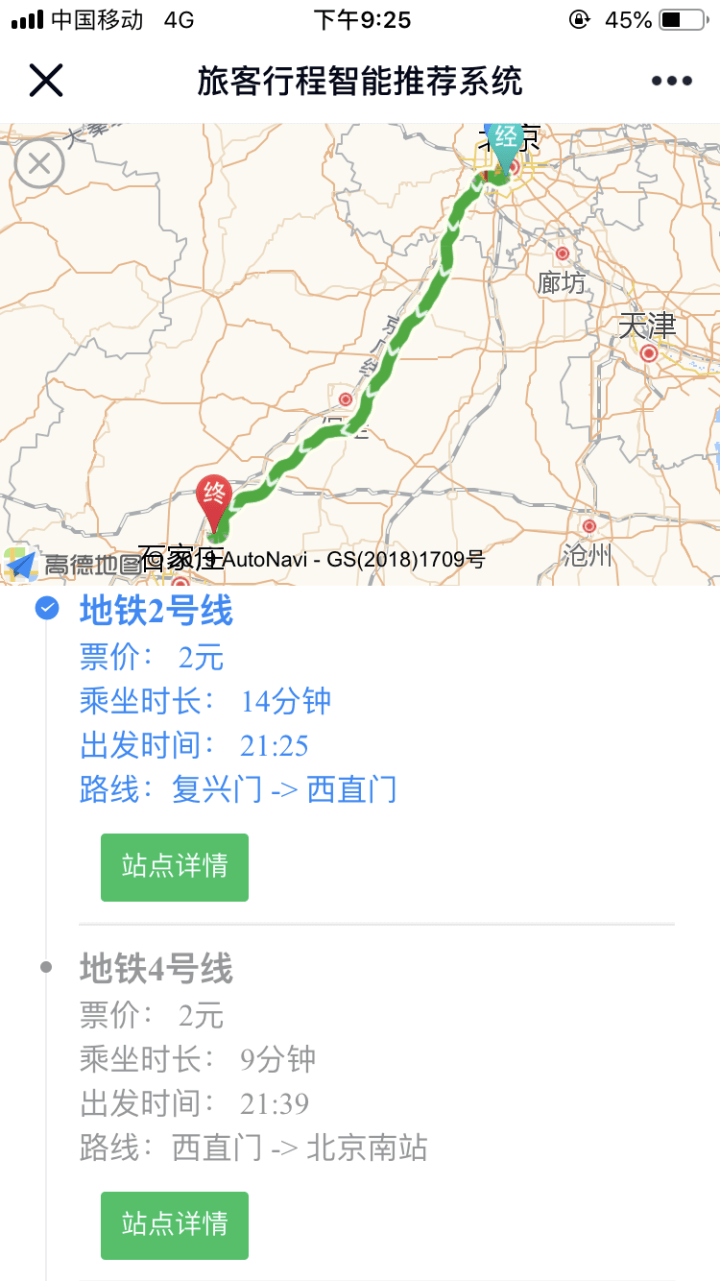 中国移动 4G 下午9:25 45%
旅客行程智能推荐系统
大秦
北京
经
廊坊
天津
京
终
石家庄
沧州
高德地图
AutoNavi - GS(2018)1709号
地铁2号线
票价： 2元
乘坐时长： 14分钟
出发时间： 21:25
路线：复兴门 -> 西直门
站点详情
地铁4号线
票价： 2元
乘坐时长： 9分钟
出发时间： 21:39
路线：西直门 -> 北京南站
站点详情